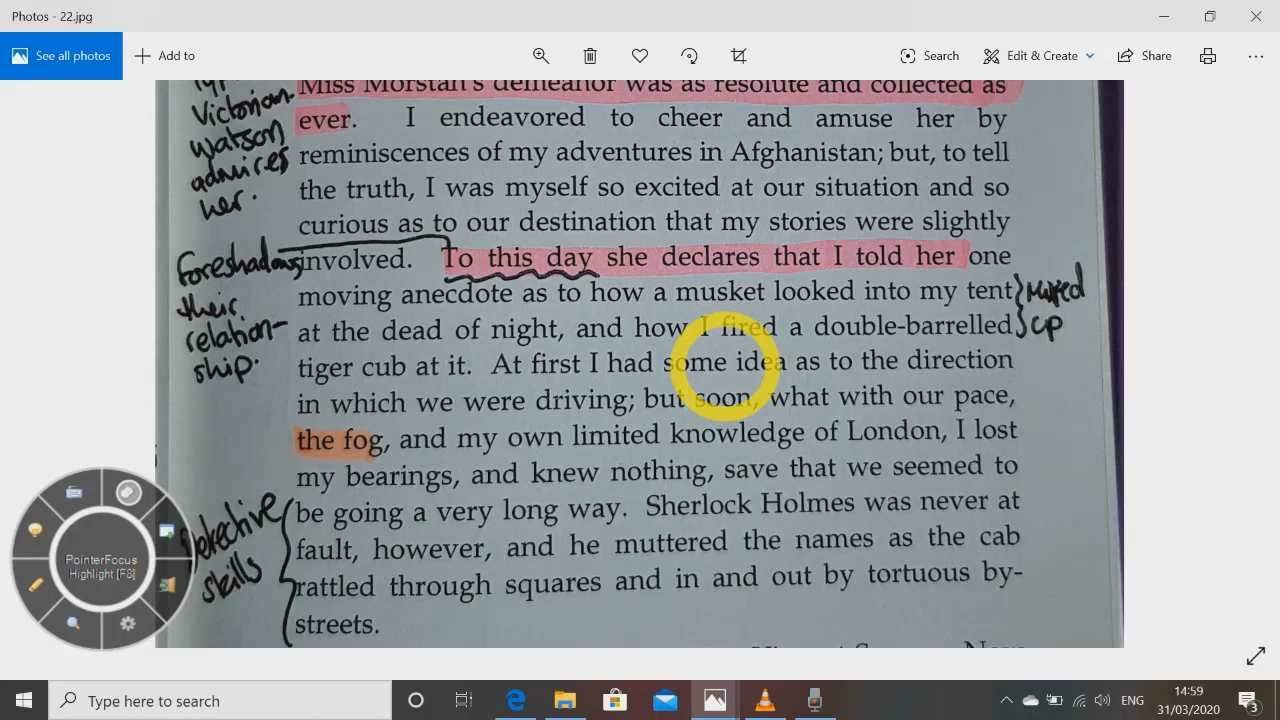 Photos - 22.jpg
See all photos
Add to
Search
Edit & Create
Share
Miss Morstan's demeanor was as resolute and collected as
ever. I endeavored to cheer and amuse her by
reminiscences of my adventures in Afghanistan; but, to tell
the truth, I was myself so excited at our situation and so
curious as to our destination that my stories were slightly
involved. To this day she declares that I told her one
moving anecdote as to how a musket looked into my tent
at the dead of night, and how I fired a double-barrelled
tiger cub at it. At first I had some idea as to the direction
in which we were driving; but soon, what with our pace,
the fog, and my own limited knowledge of London, I lost
my bearings, and knew nothing, save that we seemed to
be going a very long way. Sherlock Holmes was never at
fault, however, and he muttered the names as the cab
rattled through squares and in and out by tortuous by-
streets.
Victorian.
Watson
admires
her.
foreshadows
their
relation-
ship.
Detective
skills
Mixed
up
PointerFocus
Highlight [F8]
Type here to search
ENG
14:59
31/03/2020
3